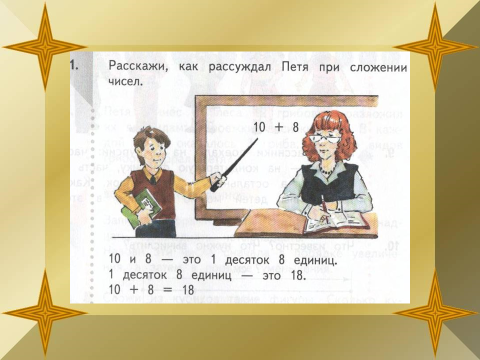 1. Расскажи, как рассуждал Петя при сложении
чисел.
10 + 8
10 и 8 — это 1 десяток 8 единиц.
1 десяток 8 единиц — это 18.
10 + 8 = 18